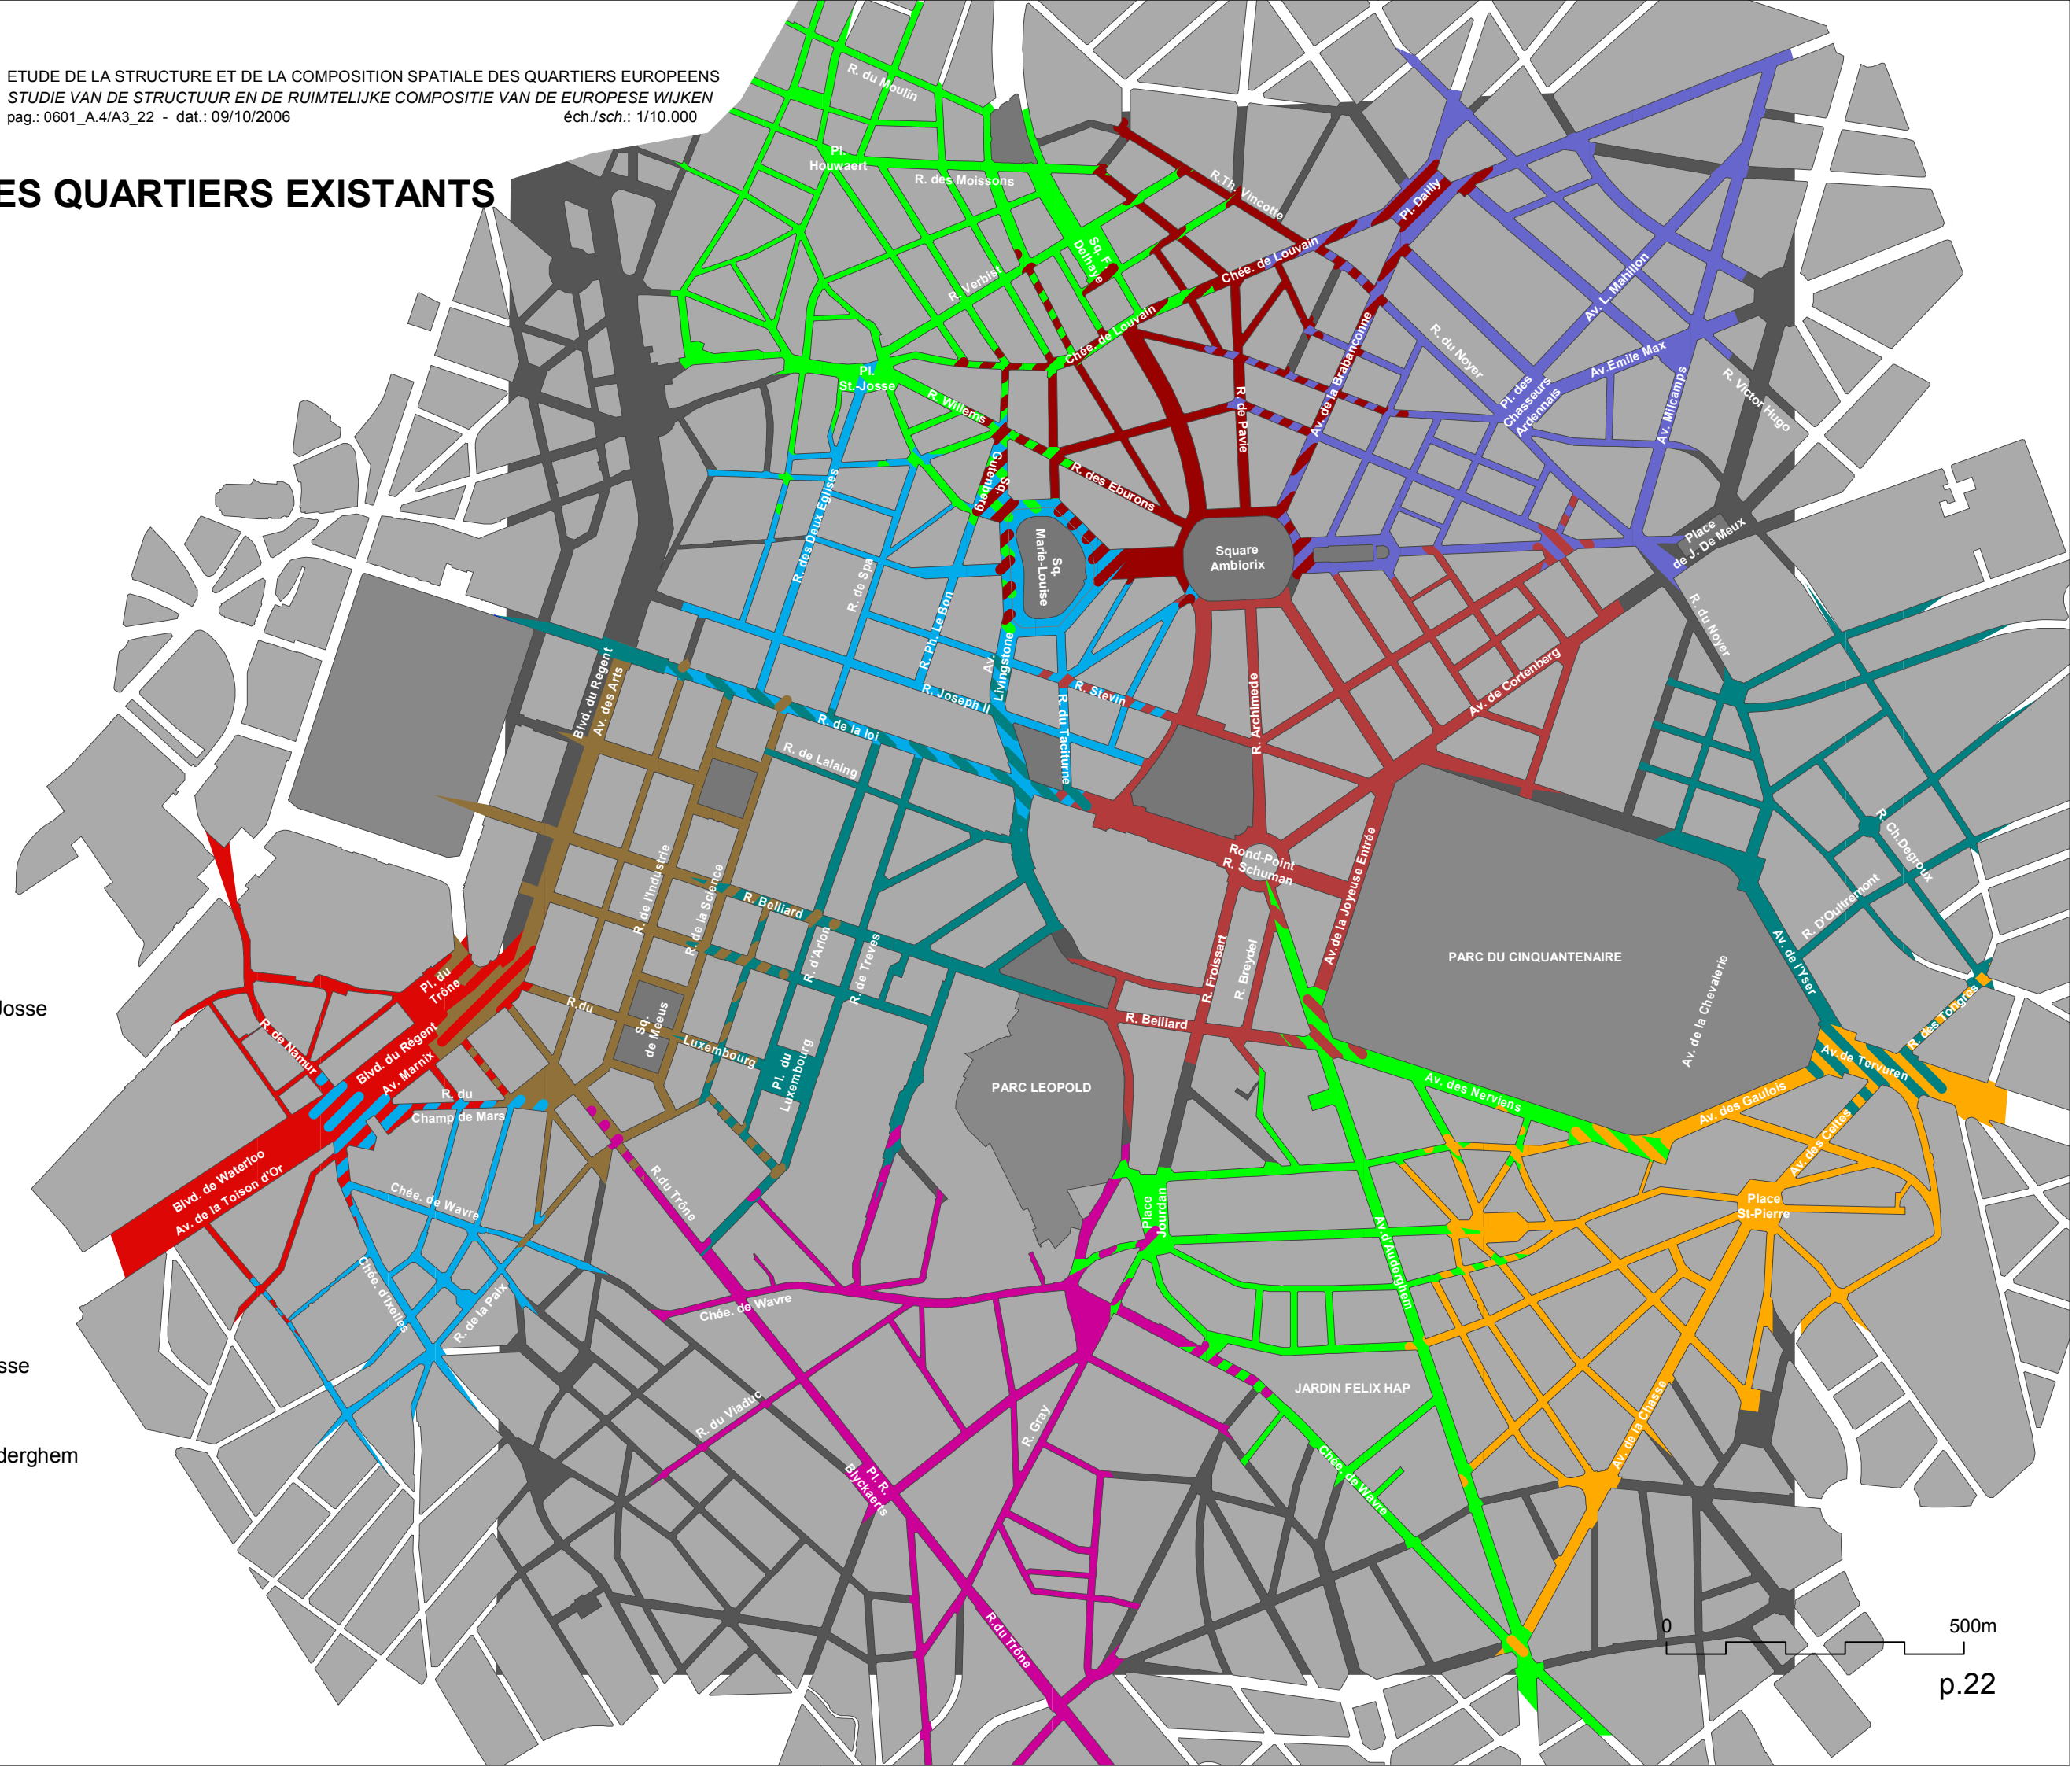 ETUDE DE LA STRUCTURE ET DE LA COMPOSITION SPATIALE DES QUARTIERS EUROPEENS
STUDIE VAN DE STRUCTUUR EN DE RUIMTELIJKE COMPOSITIE VAN DE EUROPESE WIJKEN
pag.: 0601_A.4/A3_22 - dat.: 09/10/2006
éch./sch.: 1/10.000
ES QUARTIERS EXISTANTS
R. du Moulin
Pl.
Houwaert
R. des Moissons
R.Th. Vincotte
Pl. Dailly
Sq. F.
Delhaye
Chée. de Louvain
R. Verbist
Chée. de Louvain
Av. L. Mahillon
R. du Noyer
Av.Emile Max
R. Victor Hugo
Pl.
St.-Josse
R. Willems
R. de Pavie
Av. de la Brabançonne
Pl. des
Chasseurs
Ardennais
Av. Milcamps
Sq.
Gutenberg
R. des Eburons
R. des Deux Eglises
R. de Spa
R. Ph. Le Bon
Sq.
Marie-Louise
Square
Ambiorix
Place
de J. De Meux
R. du Noyer
Av.
Livingstone
R. Joseph II
R. Stevin
R. du Taciturne
R. Archimede
Av. de Cortenberg
Blvd. du Regent
Av. des Arts
R. de la loi
R. de Lalaing
R. Ch.Degroux
R. D'Oultremont
Rond-Point
R. Schuman
Av.de la Joyeuse Entrée
R. de l'Industrie
R. de la Science
R. Belliard
R. d'Arlon
R. de Treves
R. Froissart
R. Breydel
PARC DU CINQUANTENAIRE
Av. de la Chevalerie
Av. de l'Yser
R. des Tongres
Pl. du
Trône
Josse
R.du
Sq.
de Meeus
Luxembourg
Pl. du
Luxembourg
R. Belliard
R. de Namur
Blvd. du Régent
Av. Marnix
R. du
Champ de Mars
PARC LEOPOLD
Av. des Nerviens
Av.de Tervuren
Av. des Gaulois
Av. des Celtes
Blvd. de Waterloo
Av. de la Toison d'Or
Chée. de Wavre
R.du Trône
Place
Jourdan
Place
St-Pierre
Av.d'Auderghem
Chée. d'Ixelles
R. de la Paix
Chée. de Wavre
sse
R. du Viaduc
R. Gray
JARDIN FELIX HAP
Av. de la Chasse
derghem
Pl. R.
Blyckaerts
Chée. de Wavre
R.du Trône
0
500m
p.22